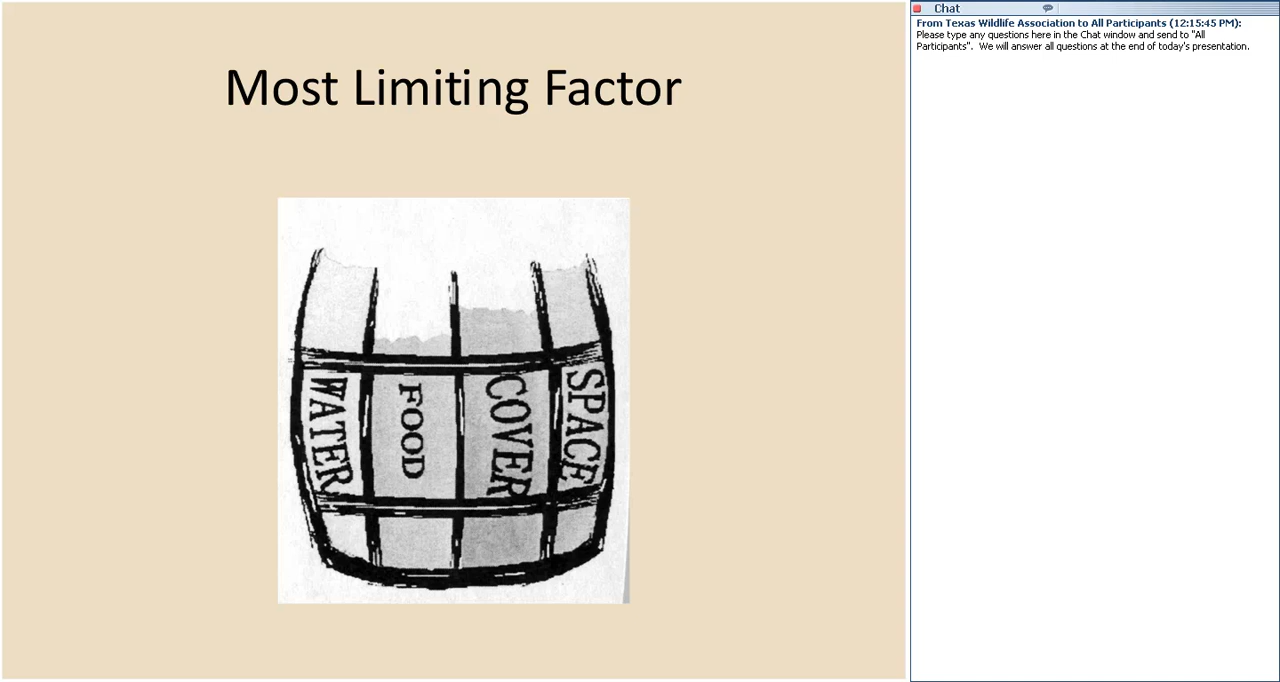 Most Limiting Factor
WATER
FOOD
COVER
SPACE
Chat
From Texas Wildlife Association to All Participants (12:15:45 PM):
Please type any questions here in the Chat window and send to "All
Participants".  We will answer all questions at the end of today's presentation.